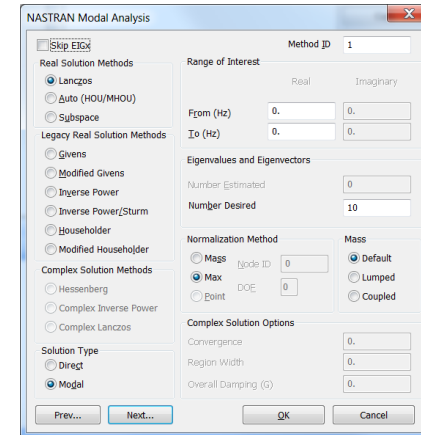 NASTRAN Modal Analysis
Skip EIGx
Method ID 1
Real Solution Methods
Lanczos
Auto (HOU/MHOU)
Subspace
Legacy Real Solution Methods
Givens
Modified Givens
Inverse Power
Inverse Power/Sturm
Householder
Modified Householder
Complex Solution Methods
Hessenberg
Complex Inverse Power
Complex Lanczos
Solution Type
Direct
Modal
Range of Interest
Real Imaginary
From (Hz) 0. 0.
To (Hz) 0. 0.
Eigenvalues and Eigenvectors
Number Estimated 0
Number Desired 10
Normalization Method
Mass Node ID 0
Max
Point DOF 0
Mass
Default
Lumped
Coupled
Complex Solution Options
Convergence 0.
Region Width 0.
Overall Damping (G) 0.
Prev... Next... OK Cancel